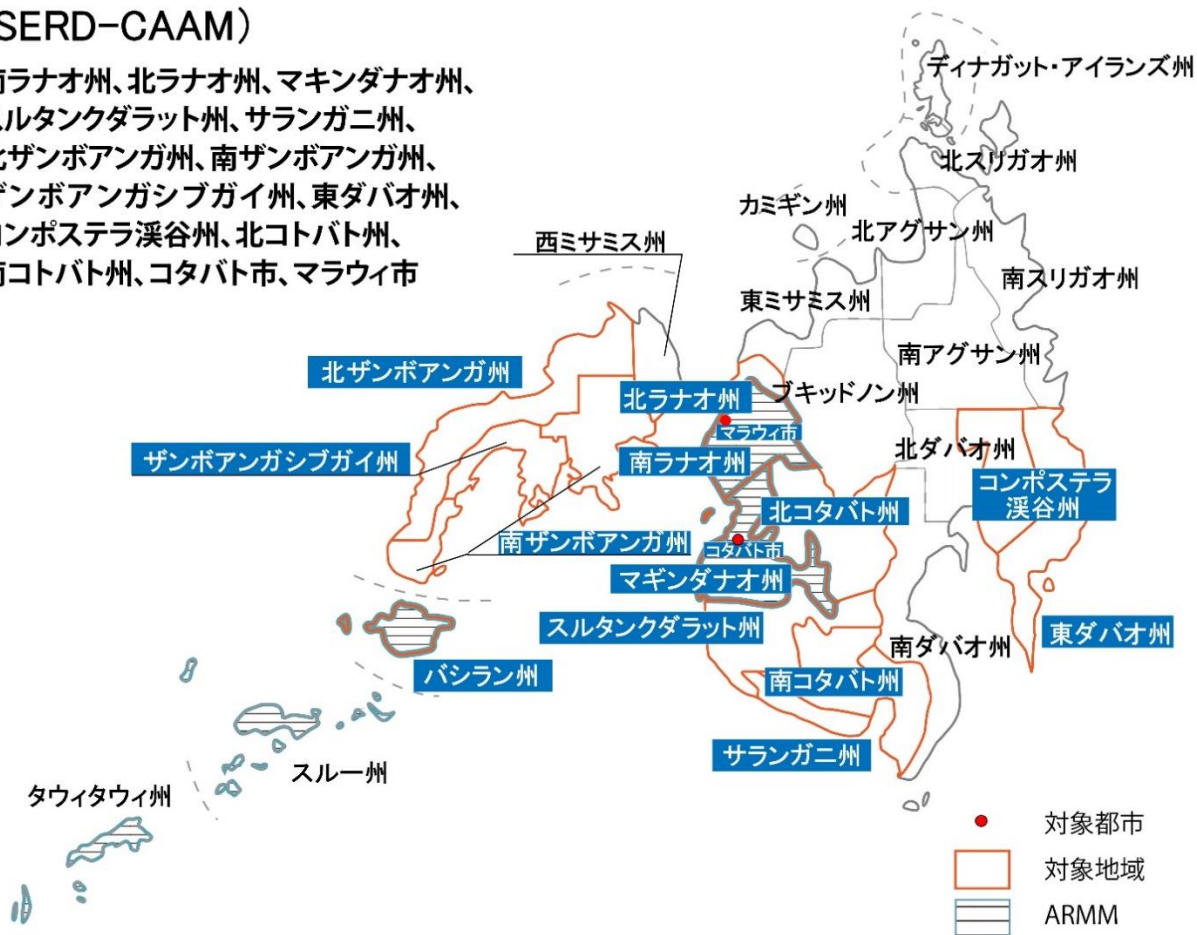 SERD-CAAM)
南ラナオ州、北ラナオ州、マキンダナオ州、
スルタンクダラット州、サランガニ州、
北ザンボアンガ州、南ザンボアンガ州、
ザンボアンガシブガイ州、東ダバオ州、
コンポステラ渓谷州、北コトバト州、
南コトバト州、コタバト市、マラウィ市
ディナガット・アイランズ州
北スリガオ州
カミギン州
北アグサン州
西ミサミス州
南スリガオ州
東ミサミス州
南アグサン州
北ザンボアンガ州
ブキッドノン州
北ラナオ州
マラウィ市
北ダバオ州
ザンボアンガシブガイ州
南ラナオ州
コンポステラ
渓谷州
北コタバト州
南ザンボアンガ州
コタバト市
マギンダナオ州
スルタンクダラット州
南ダバオ州
東ダバオ州
バシラン州
南コタバト州
サランガニ州
スルー州
タウィタウィ州
対象都市
対象地域
ARMM